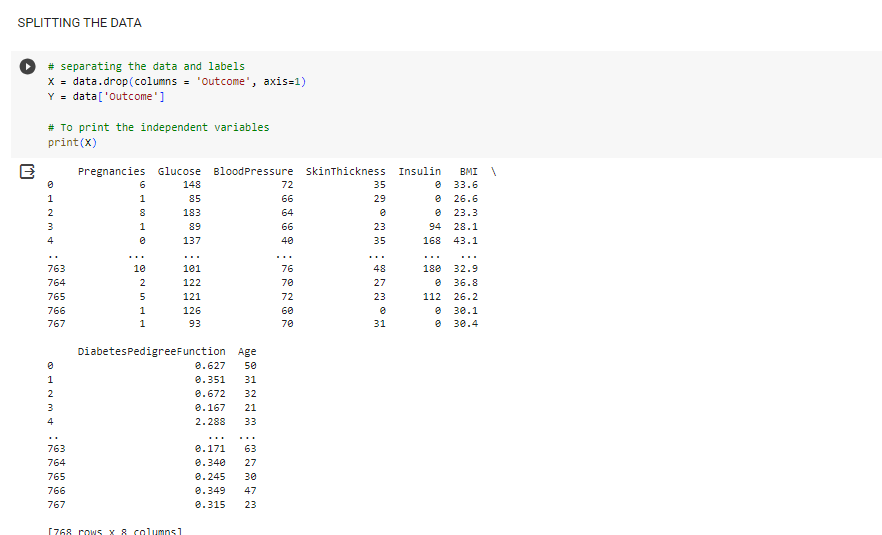 SPLITTING THE DATA
# separating the data and labels
X = data.drop(columns = 'Outcome', axis=1)
Y = data['Outcome']
# To print the independent variables
print(X)
Pregnancies Glucose BloodPressure SkinThickness Insulin BMI \
0 6 148 72 35 0 33.6
1 1 85 66 29 0 26.6
2 8 183 64 0 0 23.3
3 1 89 66 23 94 28.1
4 0 137 40 35 168 43.1
.. ... ... ... ... ... ...
763 10 101 76 48 180 32.9
764 2 122 70 27 0 36.8
765 5 121 72 23 112 26.2
766 1 126 60 0 0 30.1
767 1 93 70 31 0 30.4
DiabetesPedigreeFunction Age
0 0.627 50
1 0.351 31
2 0.672 32
3 0.167 21
4 2.288 33
.. ... ...
763 0.171 63
764 0.340 27
765 0.245 30
766 0.349 47
767 0.315 23
[768 rows x 8 columns]